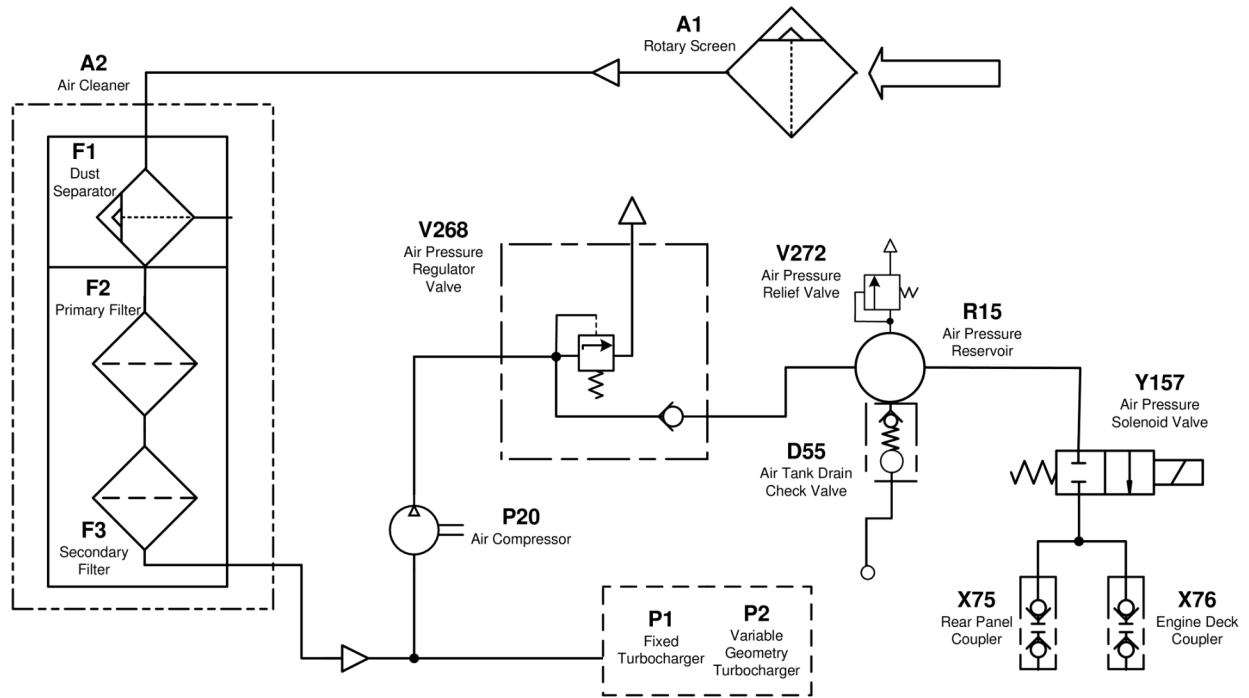 A1
Rotary Screen
A2
Air Cleaner
F1
Dust
Separator
F2
Primary Filter
F3
Secondary
Filter
V268
Air Pressure
Regulator
Valve
V272
Air Pressure
Relief Valve
R15
Air Pressure
Reservoir
Y157
Air Pressure
Solenoid Valve
D55
Air Tank Drain
Check Valve
P20
Air Compressor
P1
Fixed
Turbocharger
P2
Variable
Geometry
Turbocharger
X75
Rear Panel
Coupler
X76
Engine Deck
Coupler